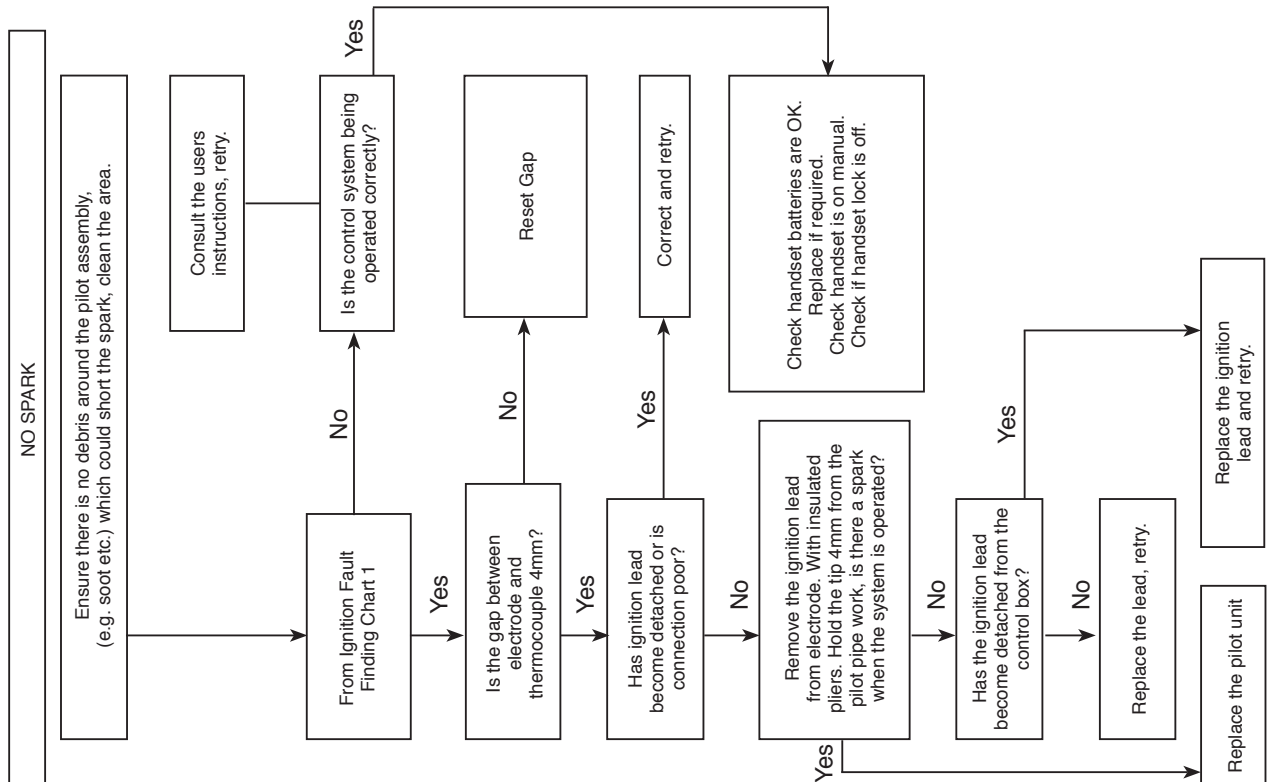 NO SPARK
Ensure there is no debris around the pilot assembly,
(e.g. soot etc.) which could short the spark, clean the area.
Consult the users
instructions, retry.
Is the control system being
operated correctly?
Yes
From Ignition Fault
Finding Chart 1
No
Yes
Is the gap between
electrode and
thermocouple 4mm?
No
Reset Gap
Yes
Has ignition lead
become detached or is
connection poor?
Yes
Correct and retry.
No
Check handset batteries are OK.
Replace if required.
Check handset is on manual.
Check if handset lock is off.
Remove the ignition lead
from electrode. With insulated
pliers. Hold the tip 4mm from the
pilot pipe work, is there a spark
when the system is operated?
Yes
No
Has the ignition lead
become detached from the
control box?
Yes
No
Replace the lead, retry.
Replace the pilot unit
Replace the ignition
lead and retry.